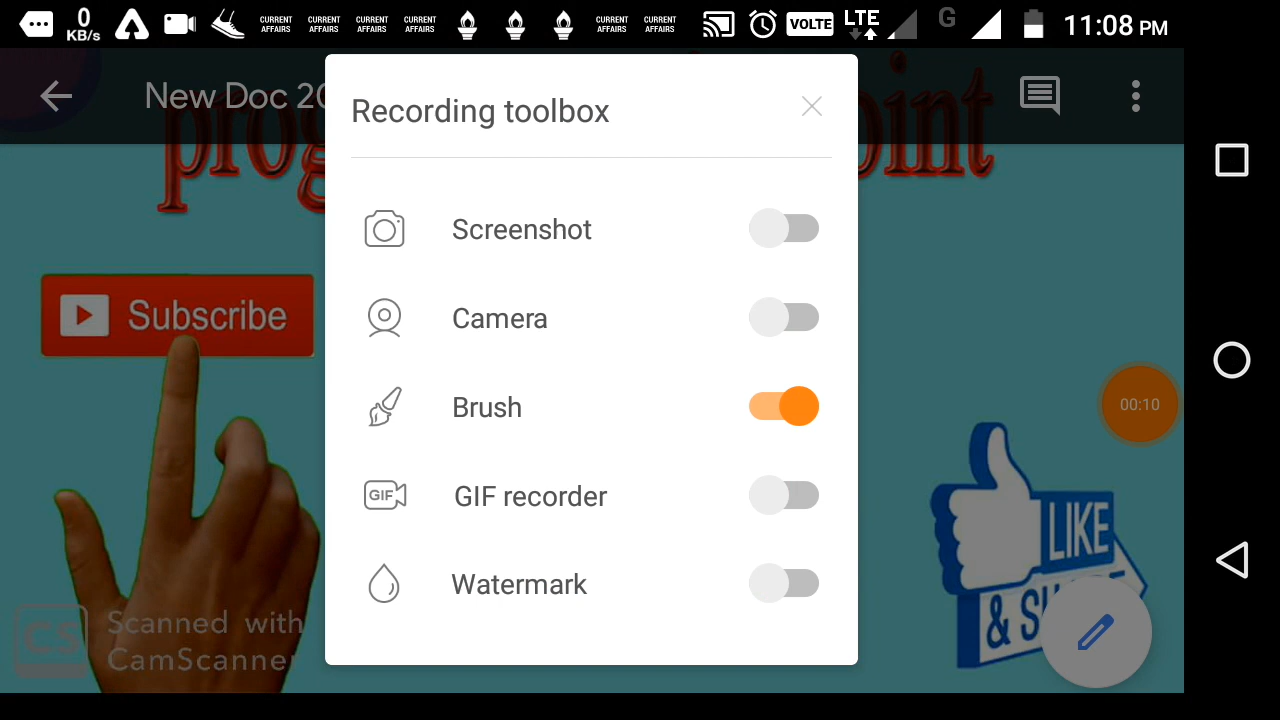 0
KB/s
CURRENT
AFFAIRS
CURRENT
AFFAIRS
CURRENT
AFFAIRS
CURRENT
AFFAIRS
CURRENT
AFFAIRS
CURRENT
AFFAIRS
VOLTE
LTE
G
11:08 PM
New Doc 20
prog
oint
Recording toolbox
Screenshot
Camera
Brush
GIF
GIF recorder
Watermark
Subscribe
00:10
LIKE
& S
CS
Scanned with
CamScanner